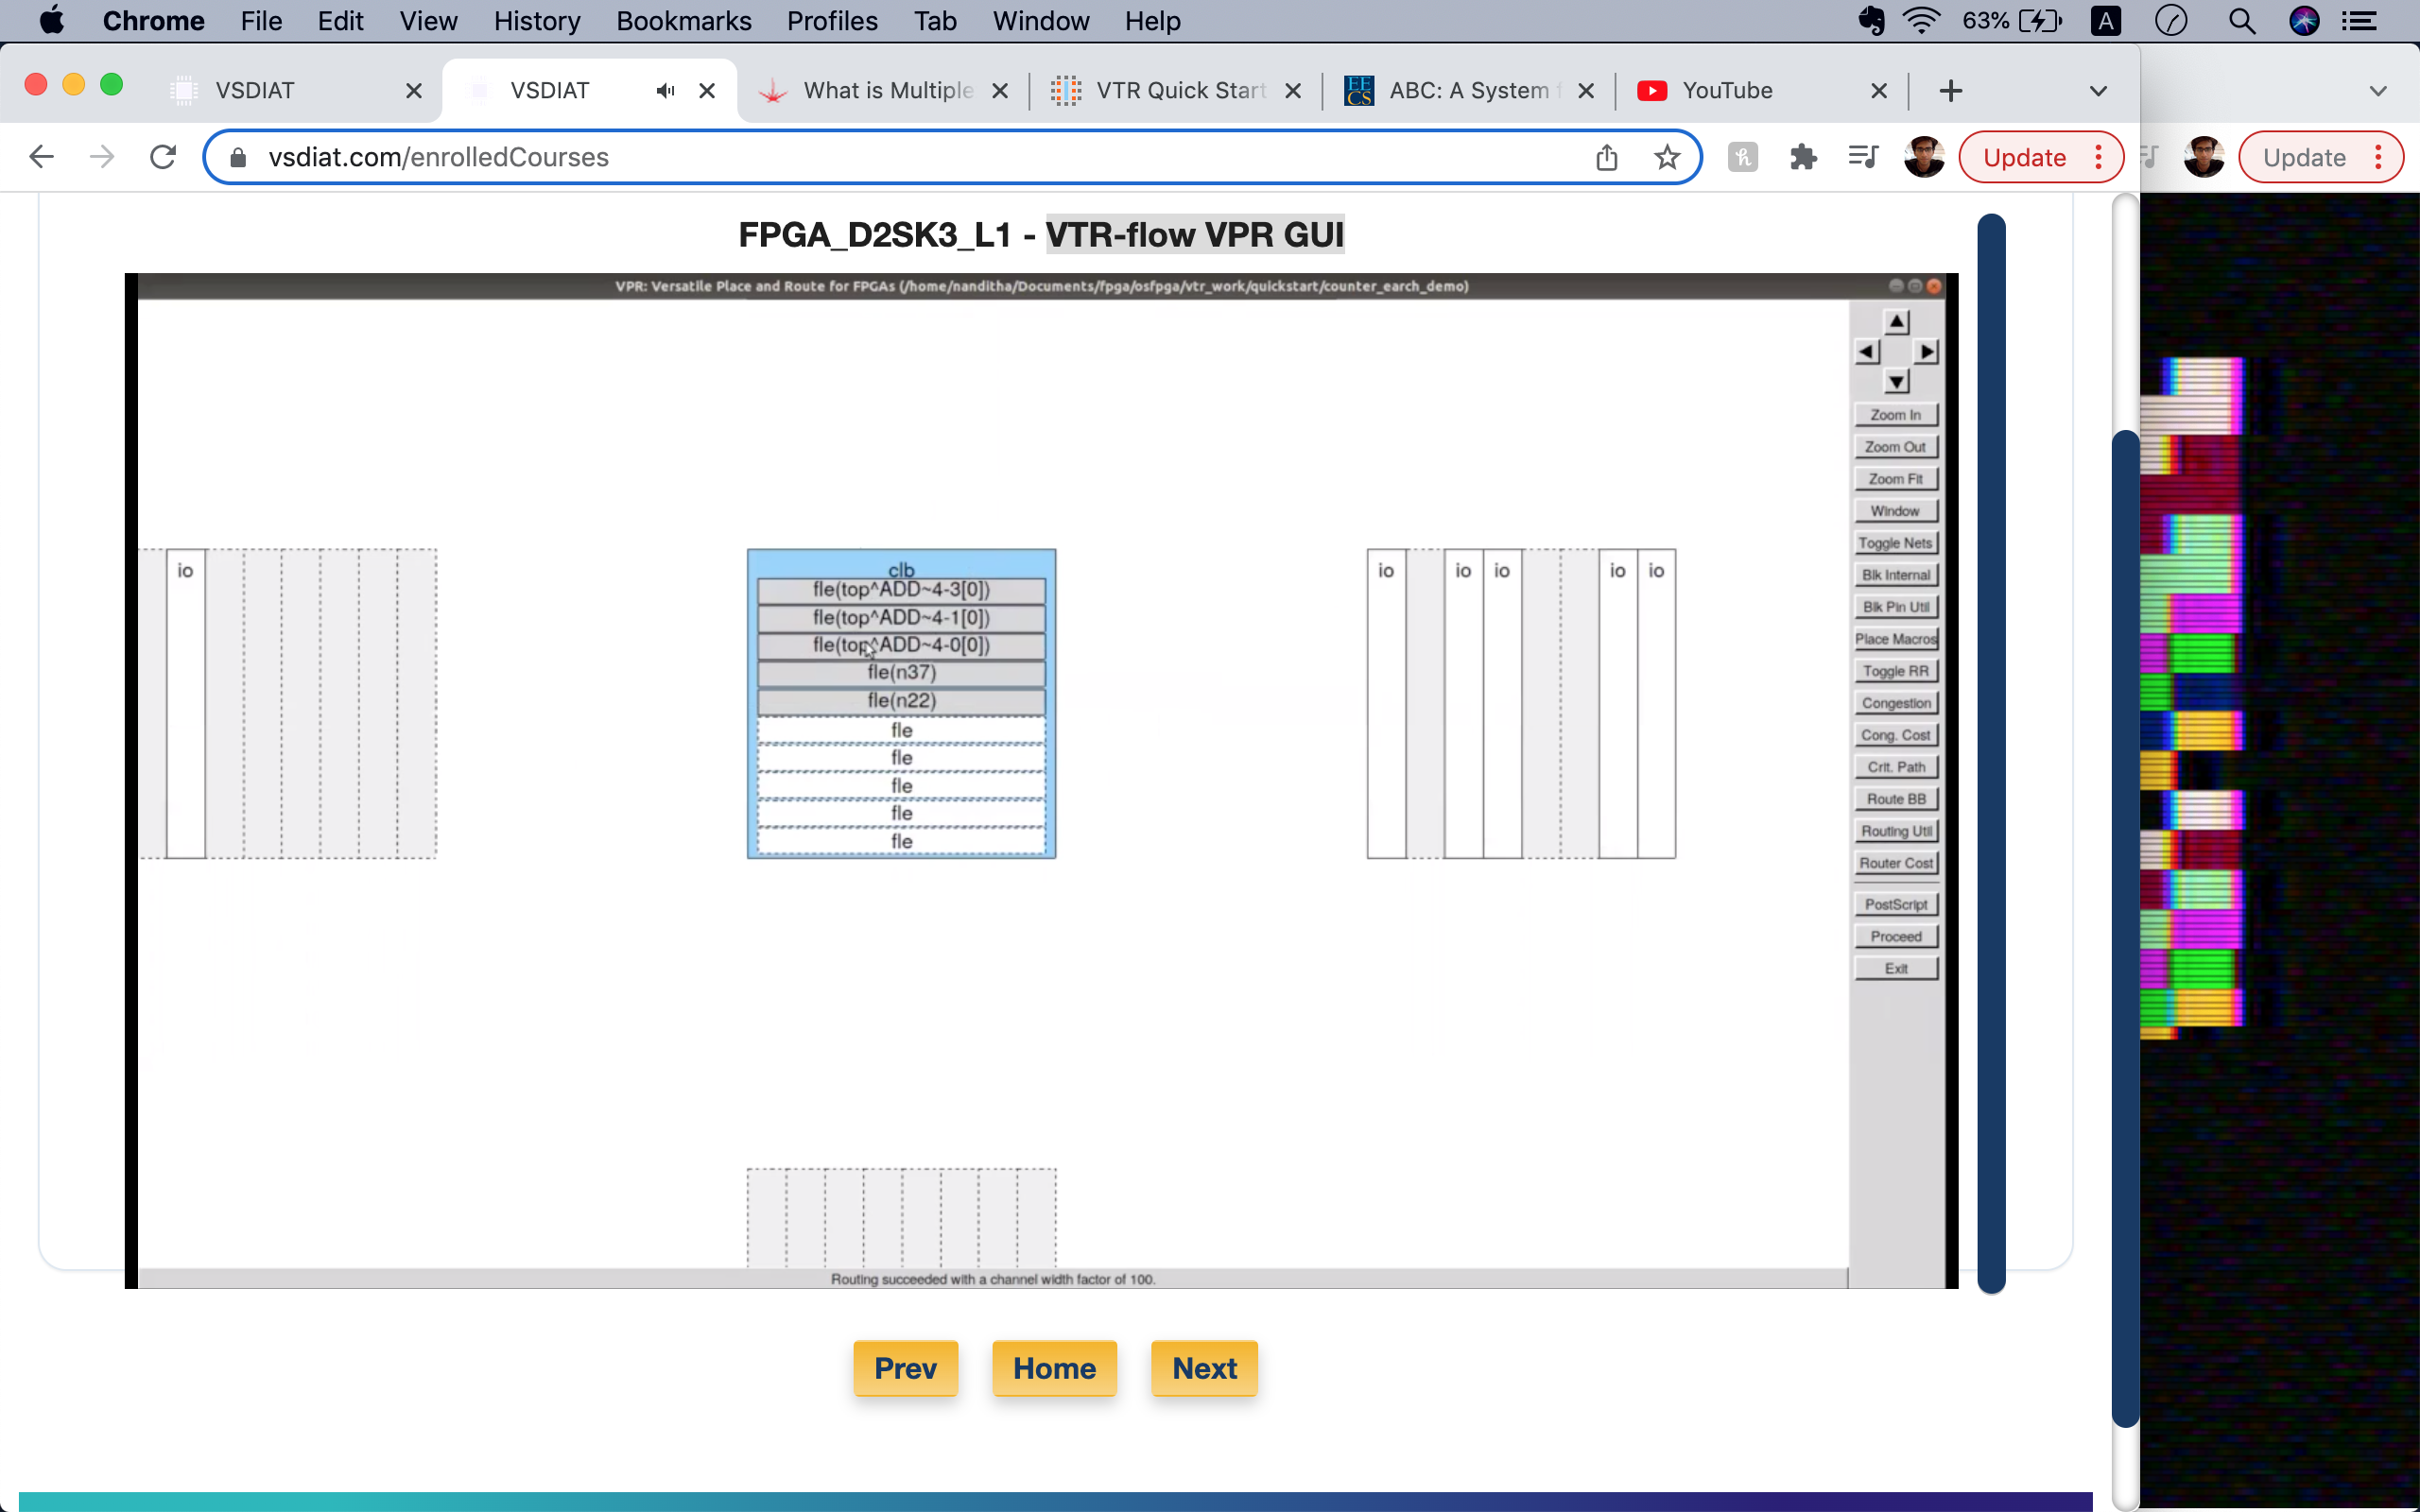 Chrome File Edit View History Bookmarks Profiles Tab Window Help 63% A
VSDIAT VSDIAT What is Multiple VTR Quick Start EECS ABC: A System f YouTube
vsdiat.com/enrolledCourses Update Update
FPGA_D2SK3_L1 - VTR-flow VPR GUI
VPR: Versatile Place and Route for FPGAs (/home/nanditha/Documents/fpga/osfpga/vtr_work/quickstart/counter_earch_demo)
io
clb
fle(top^ADD~4-3[0])
fle(top^ADD~4-1[0])
fle(top^ADD~4-0[0])
fle(n37)
fle(n22)
fle
fle
fle
fle
fle
io io io io io
Zoom In
Zoom Out
Zoom Fit
Window
Toggle Nets
Blk Internal
Blk Pin Util
Place Macros
Toggle RR
Congestion
Cong. Cost
Crit. Path
Route BB
Routing Util
Router Cost
PostScript
Proceed
Exit
Routing succeeded with a channel width factor of 100.
Prev Home Next